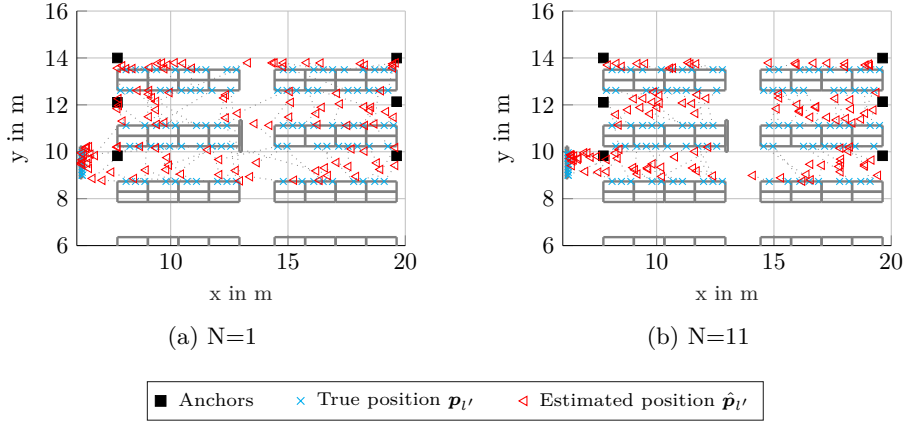 16
14
12
10
8
6
y in m
10
15
20
x in m
(a) N=1
16
14
12
10
8
6
y in m
10
15
20
x in m
(b) N=11
Anchors True position p_{l′} Estimated position p̂_{l′}